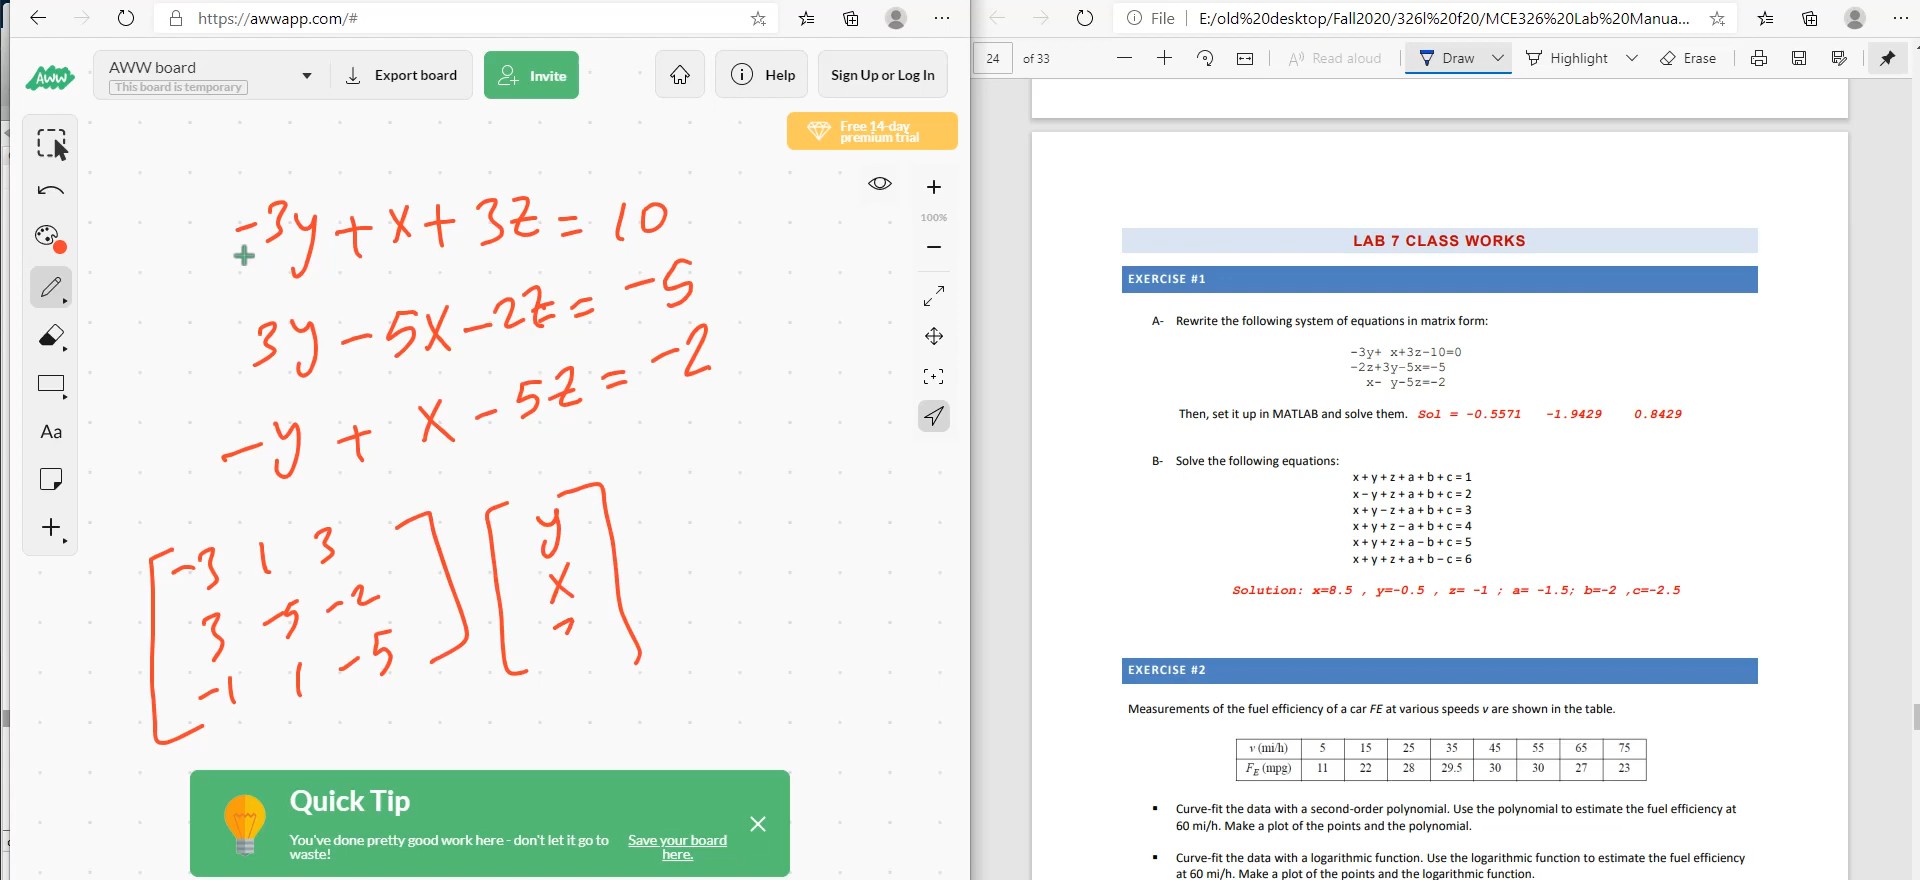 https://awwapp.com/#
AWW
AWW board
This board is temporary
Export board
Invite
Help
Sign Up or Log In
Free 14-day
premium trial
100%
Aa
-3y + x + 3z = 10
3y - 5x - 2z = -5
-y + x - 5z = -2
-3 1 3
3 -5 -2
-1 1 -5
y
x
Quick Tip
You've done pretty good work here - don't let it go to
waste!
Save your board
here.
File
E:/old%20desktop/Fall2020/326l%20f20/MCE326%20Lab%20Manua...
24 of 33
Read aloud
Draw
Highlight
Erase
LAB 7 CLASS WORKS
EXERCISE #1
A- Rewrite the following system of equations in matrix form:
-3y+ x+3z-10=0
-2z+3y-5x=-5
x- y-5z=-2
Then, set it up in MATLAB and solve them. Sol = -0.5571 -1.9429 0.8429
B- Solve the following equations:
x + y + z + a + b + c = 1
x – y + z + a + b + c = 2
x + y – z + a + b + c = 3
x + y + z – a + b + c = 4
x + y + z + a – b + c = 5
x + y + z + a + b – c = 6
Solution: x=8.5 , y=-0.5 , z= -1 ; a= -1.5; b=-2 ,c=-2.5
EXERCISE #2
Measurements of the fuel efficiency of a car FE at various speeds v are shown in the table.
v (mi/h) 5 15 25 35 45 55 65 75
FE (mpg) 11 22 28 29.5 30 30 27 23
▪ Curve-fit the data with a second-order polynomial. Use the polynomial to estimate the fuel efficiency at
60 mi/h. Make a plot of the points and the polynomial.
▪ Curve-fit the data with a logarithmic function. Use the logarithmic function to estimate the fuel efficiency
at 60 mi/h. Make a plot of the points and the logarithmic function.